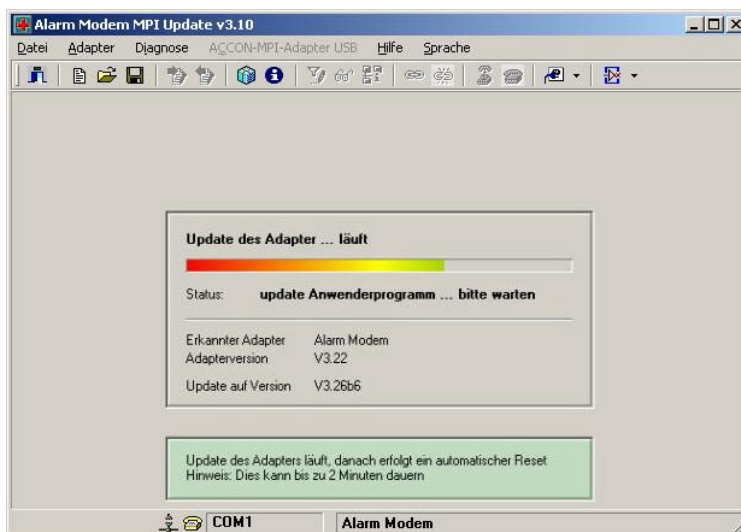 Alarm Modem MPI Update v3.10
Datei Adapter Diagnose ACCON-MPI-Adapter USB Hilfe Sprache
Update des Adapter ... läuft
Status: update Anwenderprogramm ... bitte warten
Erkannter Adapter Alarm Modem
Adapterversion V3.22
Update auf Version V3.26b6
Update des Adapters läuft, danach erfolgt ein automatischer Reset
Hinweis: Dies kann bis zu 2 Minuten dauern
COM1 Alarm Modem